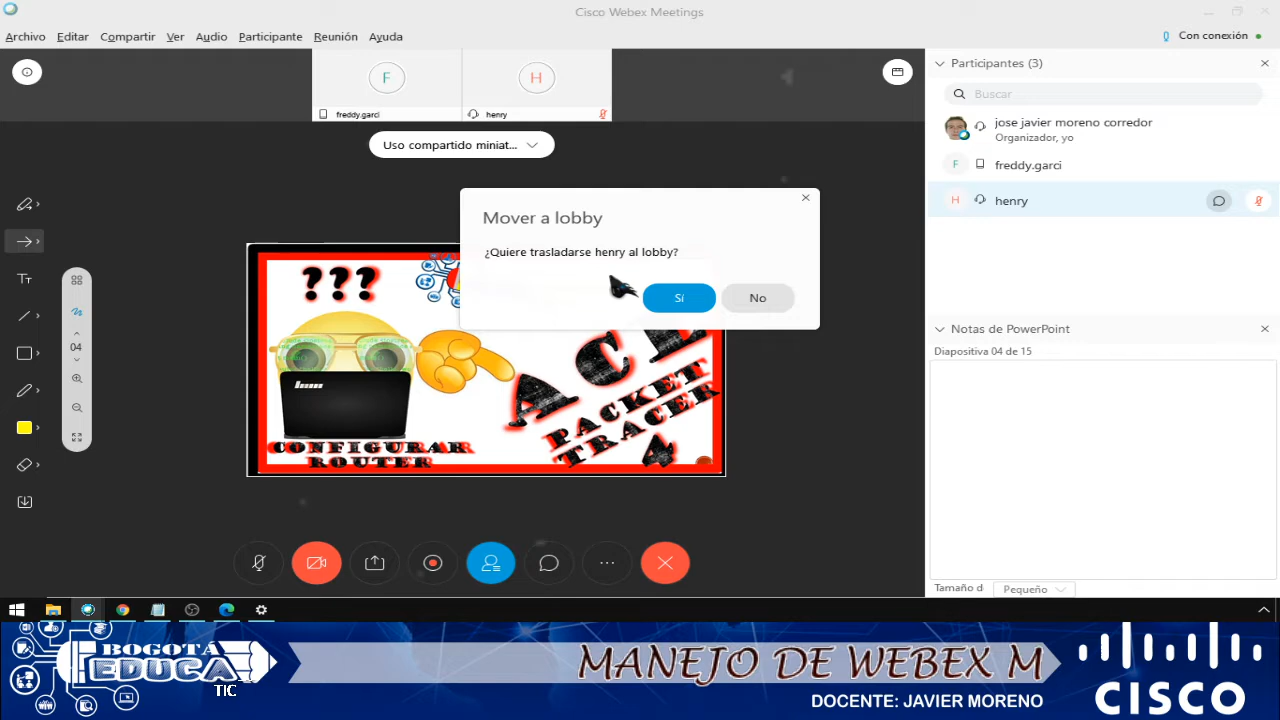 Cisco Webex Meetings
Archivo Editar Compartir Ver Audio Participante Reunión Ayuda
Con conexión
F
H
freddy.garci
henry
Uso compartido miniat...
Participantes (3)
Buscar
jose javier moreno corredor
Organizador, yo
F freddy.garci
H henry
Mover a lobby
¿Quiere trasladarse henry al lobby?
Sí
No
???
CONFIGURAR
ROUTER
PACKET
TRACER
4
Tт
04
Notas de PowerPoint
Diapositiva 04 de 15
Tamaño d
Pequeño
BOGOTA
EDUCA
TIC
MANEJO DE WEBEX M
DOCENTE: JAVIER MORENO
CISCO